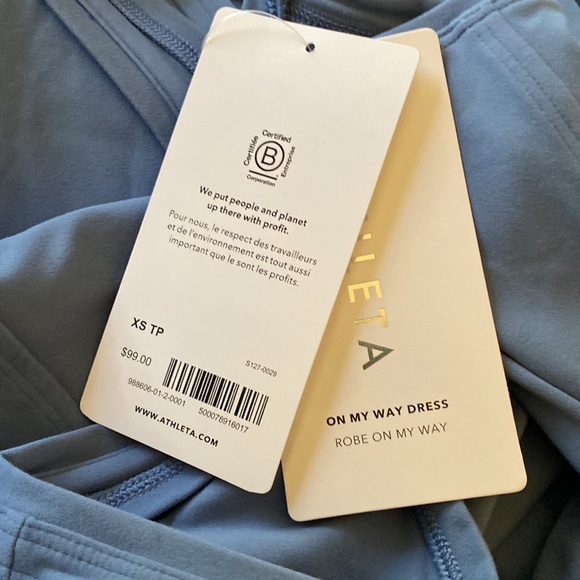 Certified
Certifiée
B
Entreprise
Corporation
We put people and planet
up there with profit.
Pour nous, le respect des travailleurs
et de l'environnement est tout aussi
important que le sont les profits.
XS TP
$99.00
S127-0029
988606-01-2-0001
500078916017
WWW.ATHLETA.COM
HLETA
ON MY WAY DRESS
ROBE ON MY WAY